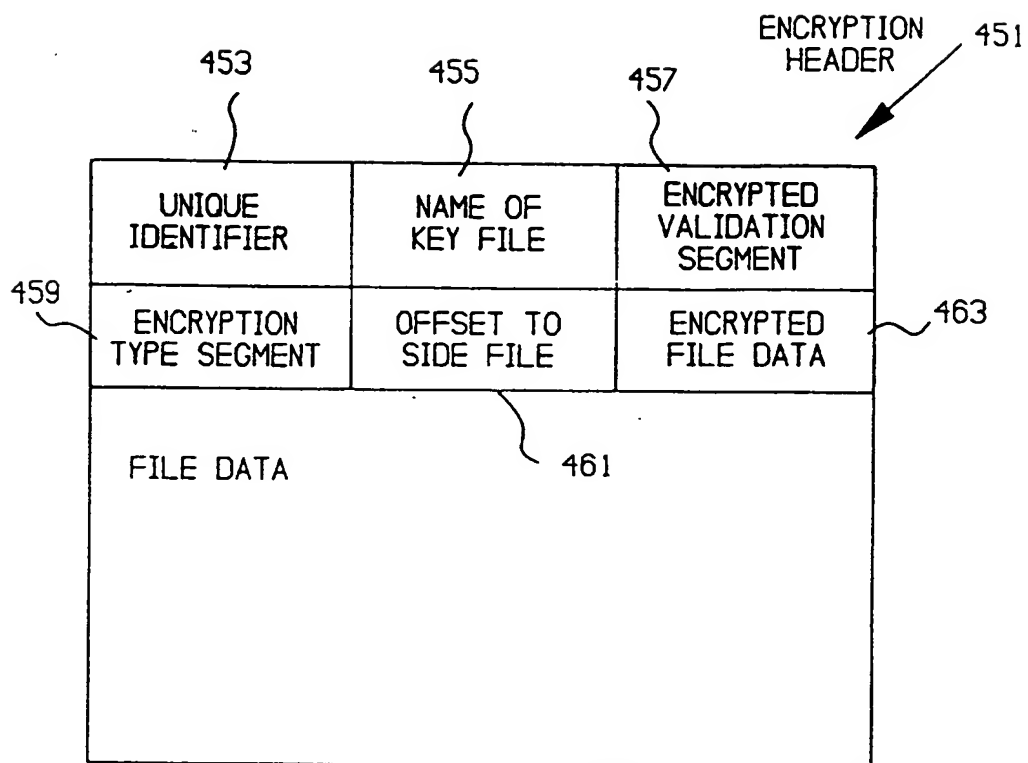 ENCRYPTION
HEADER
451
453
455
457
UNIQUE
IDENTIFIER
NAME OF
KEY FILE
ENCRYPTED
VALIDATION
SEGMENT
459
ENCRYPTION
TYPE SEGMENT
OFFSET TO
SIDE FILE
ENCRYPTED
FILE DATA
463
461
FILE DATA